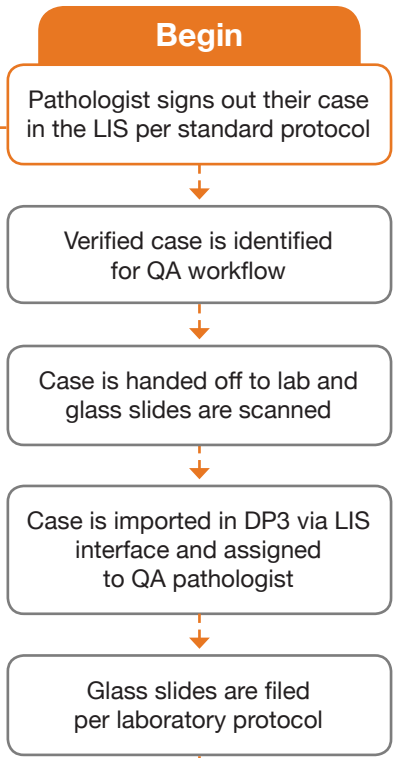 Begin
Pathologist signs out their case
in the LIS per standard protocol
Verified case is identified
for QA workflow
Case is handed off to lab and
glass slides are scanned
Case is imported in DP3 via LIS
interface and assigned
to QA pathologist
Glass slides are filed
per laboratory protocol